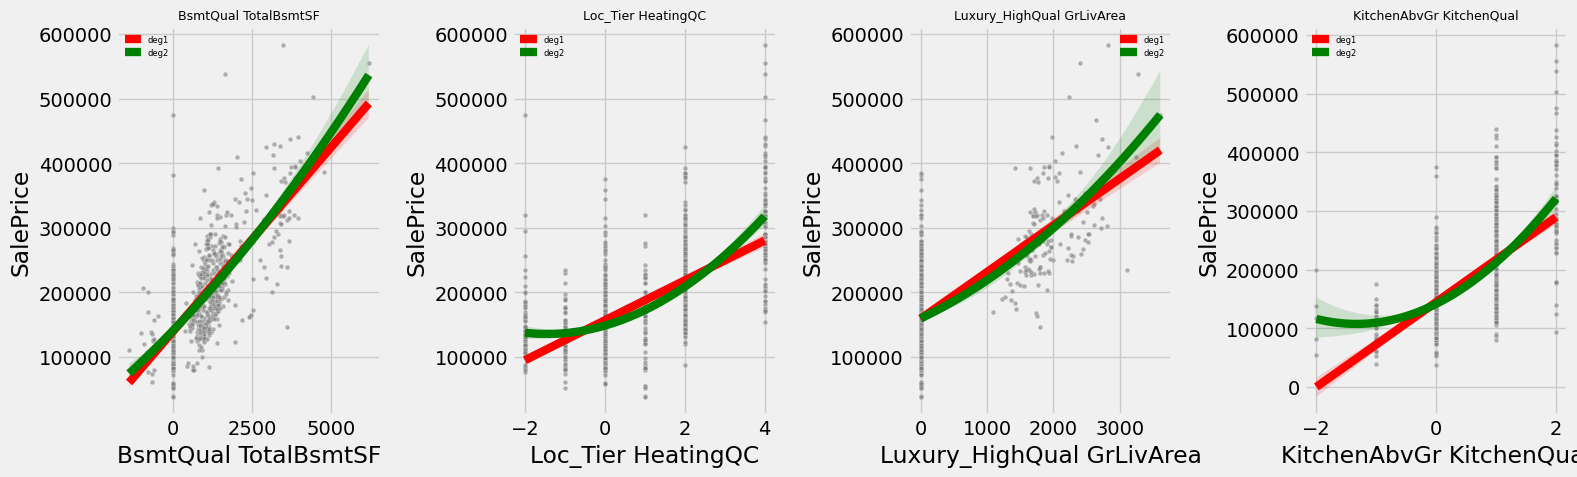 BsmtQual TotalBsmtSF
deg1
deg2
600000
500000
400000
300000
200000
100000
SalePrice
0
2500
5000
BsmtQual TotalBsmtSF
Loc_Tier HeatingQC
deg1
deg2
600000
500000
400000
300000
200000
100000
SalePrice
−2
0
2
4
Loc_Tier HeatingQC
Luxury_HighQual GrLivArea
deg1
deg2
600000
500000
400000
300000
200000
100000
SalePrice
0
1000
2000
3000
Luxury_HighQual GrLivArea
KitchenAbvGr KitchenQual
deg1
deg2
600000
500000
400000
300000
200000
100000
0
SalePrice
−2
0
2
KitchenAbvGr KitchenQua